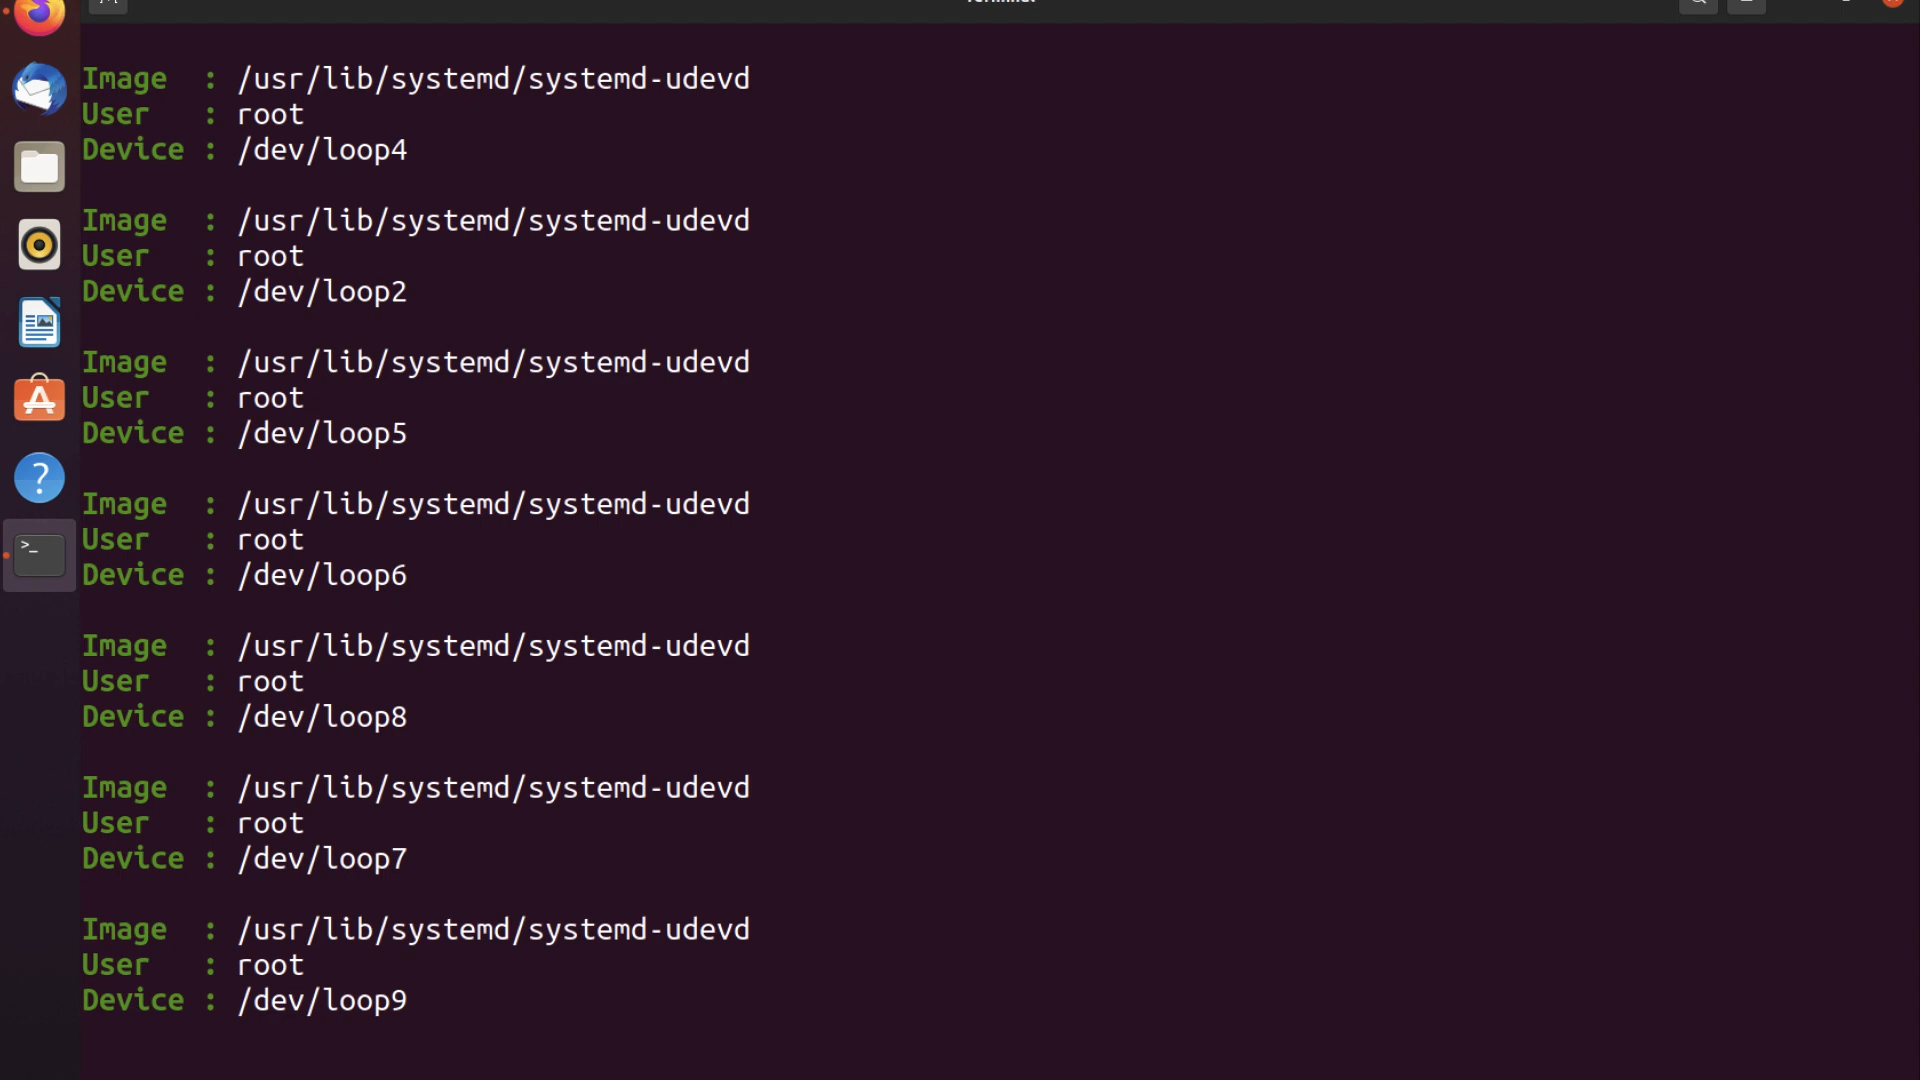 Image : /usr/lib/systemd/systemd-udevd
User : root
Device : /dev/loop4
Image : /usr/lib/systemd/systemd-udevd
User : root
Device : /dev/loop2
Image : /usr/lib/systemd/systemd-udevd
User : root
Device : /dev/loop5
Image : /usr/lib/systemd/systemd-udevd
User : root
Device : /dev/loop6
Image : /usr/lib/systemd/systemd-udevd
User : root
Device : /dev/loop8
Image : /usr/lib/systemd/systemd-udevd
User : root
Device : /dev/loop7
Image : /usr/lib/systemd/systemd-udevd
User : root
Device : /dev/loop9